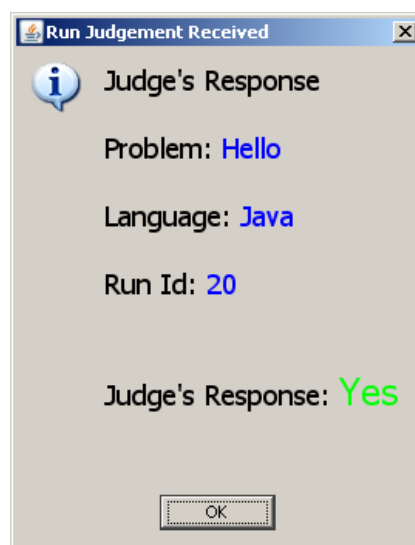 Run Judgement Received
Judge's Response
Problem: Hello
Language: Java
Run Id: 20
Judge's Response: Yes
OK